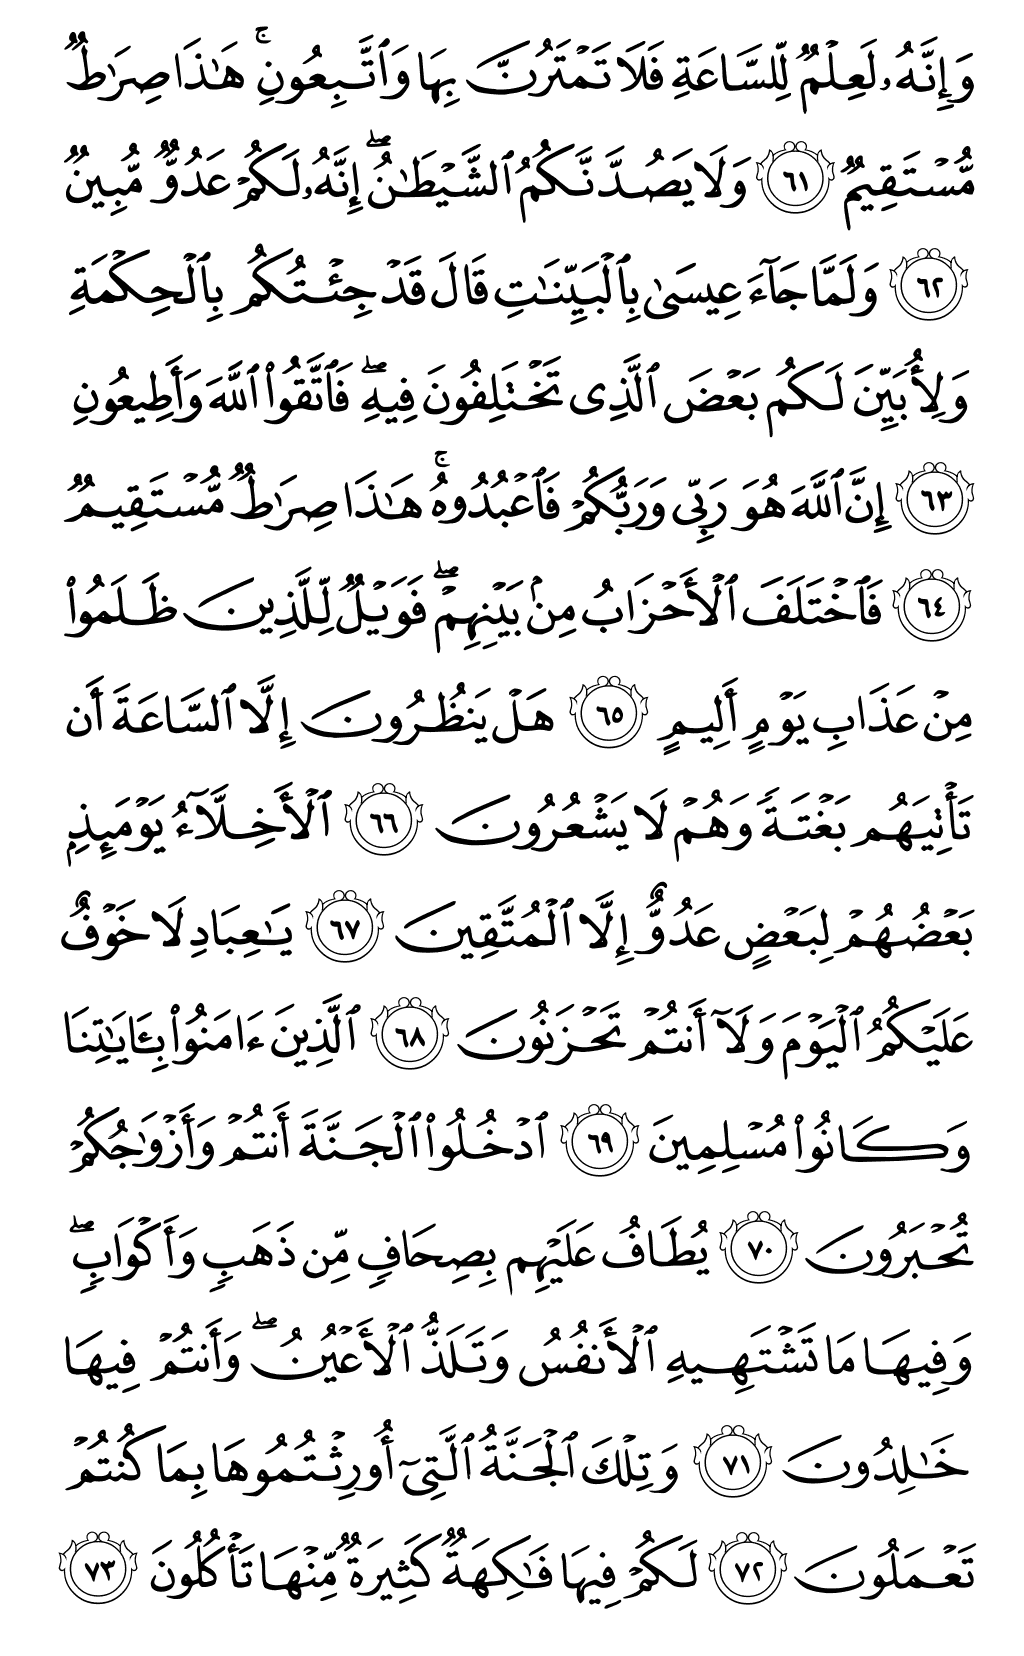 وَإِنَّهُۥ لَعِلْمٌ لِّلسَّاعَةِ فَلَا تَمْتَرُنَّ بِهَا وَٱتَّبِعُونِ ۚ هَـٰذَا صِرَٰطٌ
مُّسْتَقِيمٌ ٦١ وَلَا يَصُدَّنَّكُمُ ٱلشَّيْطَـٰنُ ۖ إِنَّهُۥ لَكُمْ عَدُوٌّ مُّبِينٌ
٦٢ وَلَمَّا جَآءَ عِيسَىٰ بِٱلْبَيِّنَـٰتِ قَالَ قَدْ جِئْتُكُم بِٱلْحِكْمَةِ
وَلِأُبَيِّنَ لَكُم بَعْضَ ٱلَّذِى تَخْتَلِفُونَ فِيهِ ۖ فَٱتَّقُوا۟ ٱللَّهَ وَأَطِيعُونِ
٦٣ إِنَّ ٱللَّهَ هُوَ رَبِّى وَرَبُّكُمْ فَٱعْبُدُوهُ ۚ هَـٰذَا صِرَٰطٌ مُّسْتَقِيمٌ
٦٤ فَٱخْتَلَفَ ٱلْأَحْزَابُ مِنۢ بَيْنِهِمْ ۖ فَوَيْلٌ لِّلَّذِينَ ظَلَمُوا۟
مِنْ عَذَابِ يَوْمٍ أَلِيمٍ ٦٥ هَلْ يَنظُرُونَ إِلَّا ٱلسَّاعَةَ أَن
تَأْتِيَهُم بَغْتَةً وَهُمْ لَا يَشْعُرُونَ ٦٦ ٱلْأَخِلَّآءُ يَوْمَئِذٍۭ
بَعْضُهُمْ لِبَعْضٍ عَدُوٌّ إِلَّا ٱلْمُتَّقِينَ ٦٧ يَـٰعِبَادِ لَا خَوْفٌ
عَلَيْكُمُ ٱلْيَوْمَ وَلَآ أَنتُمْ تَحْزَنُونَ ٦٨ ٱلَّذِينَ ءَامَنُوا۟ بِـَٔايَـٰتِنَا
وَكَانُوا۟ مُسْلِمِينَ ٦٩ ٱدْخُلُوا۟ ٱلْجَنَّةَ أَنتُمْ وَأَزْوَٰجُكُمْ
تُحْبَرُونَ ٧٠ يُطَافُ عَلَيْهِم بِصِحَافٍ مِّن ذَهَبٍ وَأَكْوَابٍ ۖ
وَفِيهَا مَا تَشْتَهِيهِ ٱلْأَنفُسُ وَتَلَذُّ ٱلْأَعْيُنُ ۖ وَأَنتُمْ فِيهَا
خَـٰلِدُونَ ٧١ وَتِلْكَ ٱلْجَنَّةُ ٱلَّتِىٓ أُورِثْتُمُوهَا بِمَا كُنتُمْ
تَعْمَلُونَ ٧٢ لَكُمْ فِيهَا فَـٰكِهَةٌ كَثِيرَةٌ مِّنْهَا تَأْكُلُونَ ٧٣